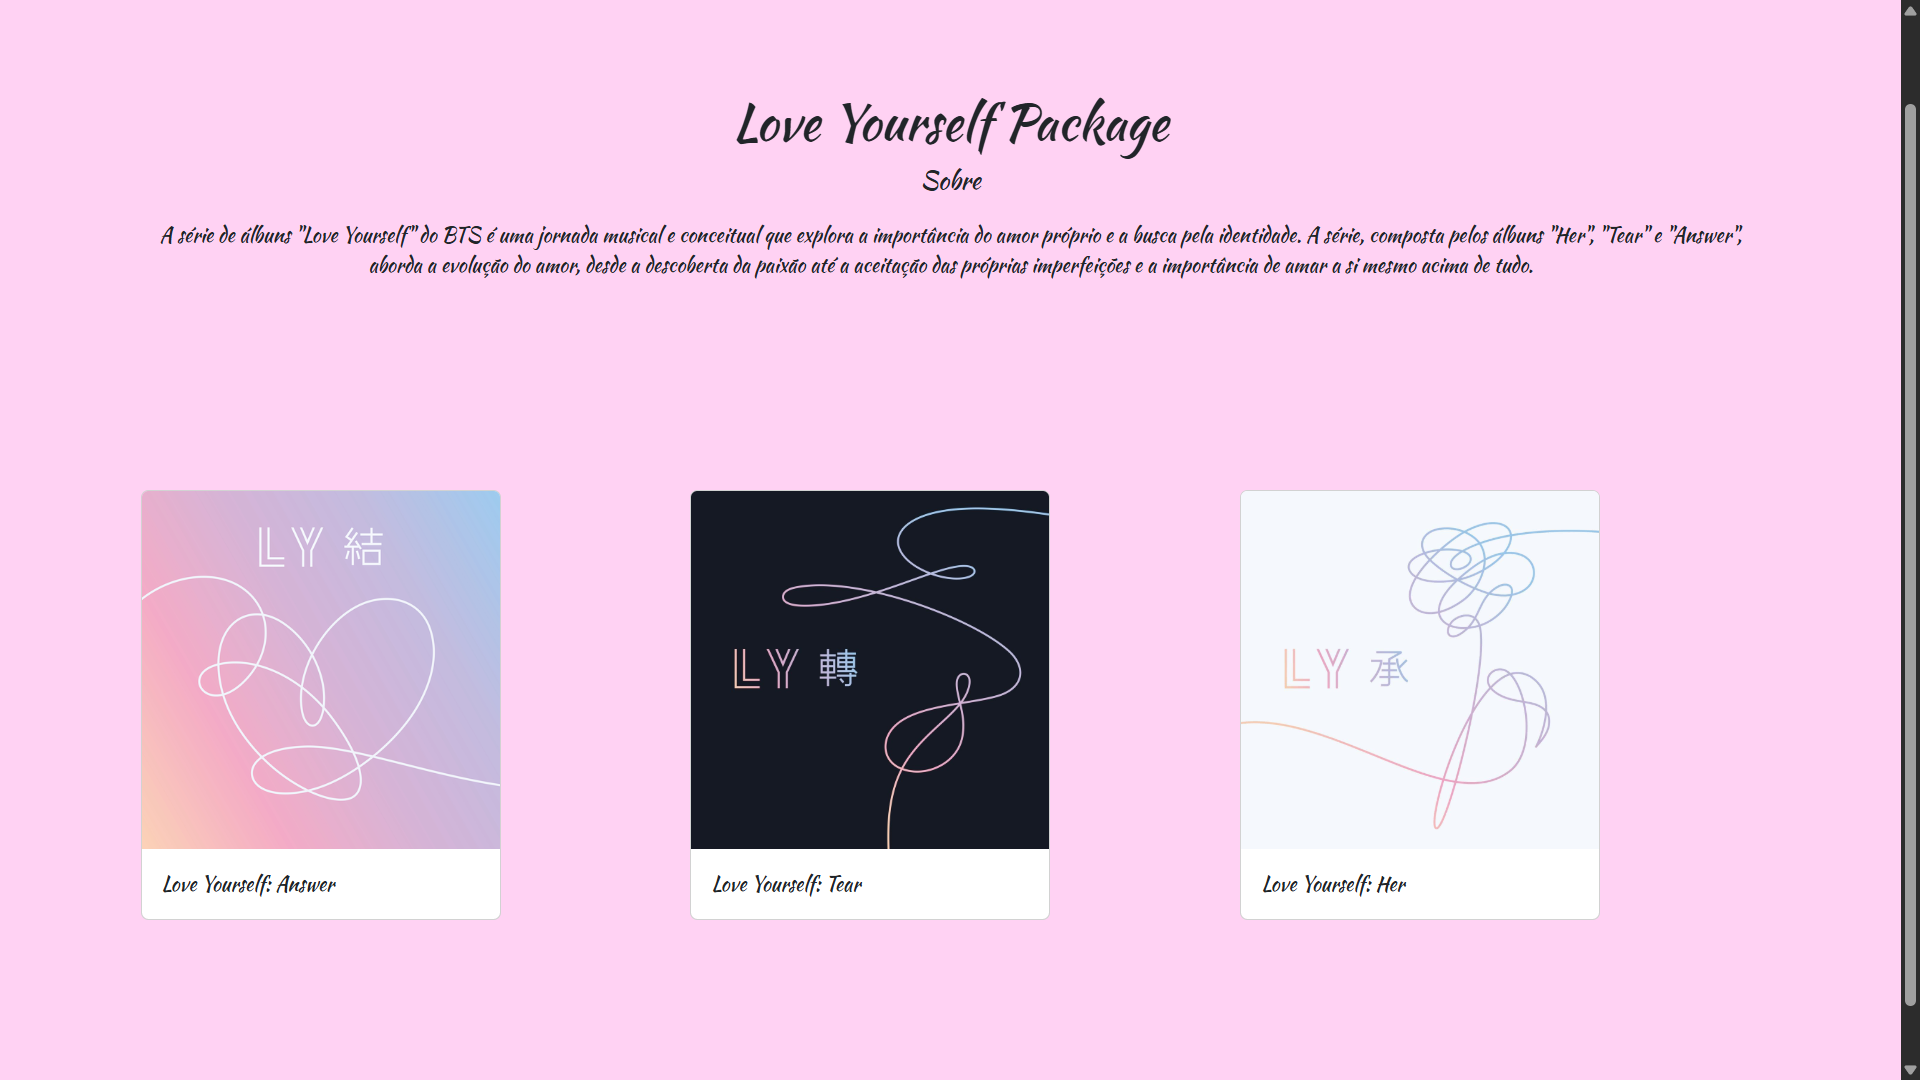 Love Yourself Package
Sobre
A série de álbuns "Love Yourself" do BTS é uma jornada musical e conceitual que explora a importância do amor próprio e a busca pela identidade. A série, composta pelos álbuns "Her", "Tear" e "Answer",
aborda a evolução do amor, desde a descoberta da paixão até a aceitação das próprias imperfeições e a importância de amar a si mesmo acima de tudo.
LY 結
LY 轉
LY 承
Love Yourself: Answer
Love Yourself: Tear
Love Yourself: Her